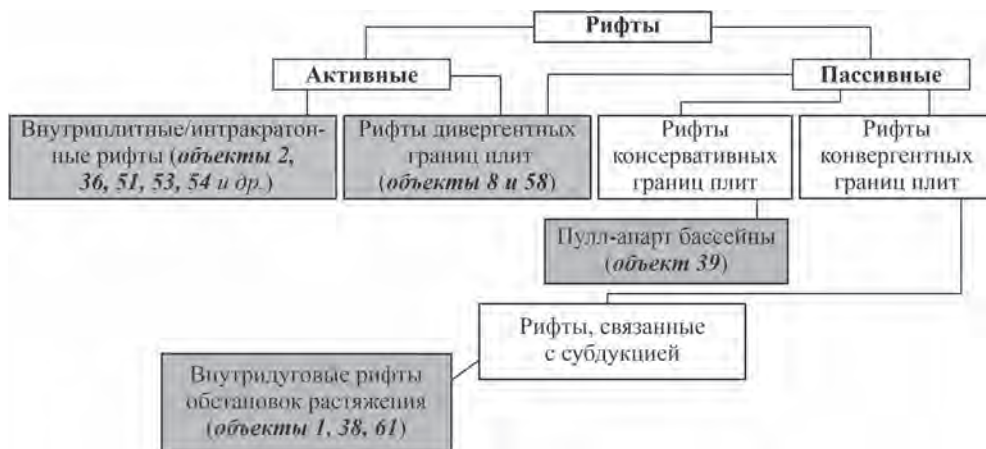 Рифты
Активные
Пассивные
Внутриплитные/интракратон-
ные рифты (объекты 2,
36, 51, 53, 54 и др.)
Рифты дивергентных
границ плит
(объекты 8 и 58)
Рифты
консервативных
границ плит
Рифты
конвергентных
границ плит
Пулл-апарт бассейны
(объект 39)
Рифты, связанные
с субдукцией
Внутридуговые рифты
обстановок растяжения
(объекты 1, 38, 61)